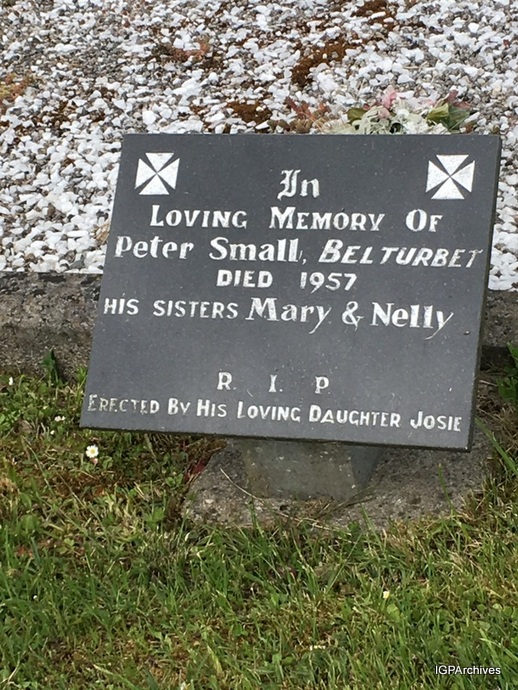 In
Loving Memory Of
Peter Small, Belturbet
Died 1957
His Sisters Mary & Nelly
R I P
Erected By His Loving Daughter Josie
IGPArchives